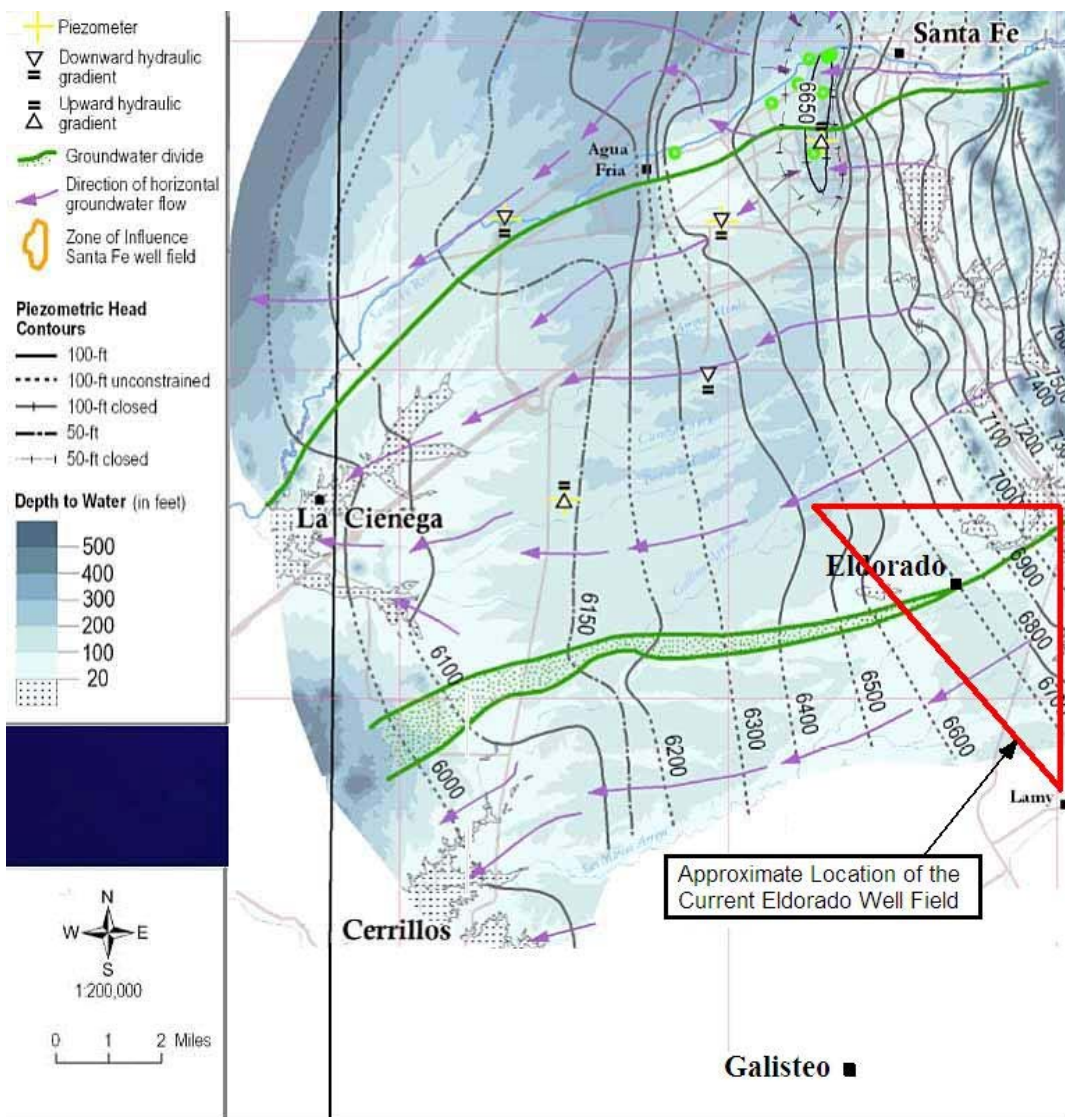 Piezometer
Downward hydraulic
gradient
Upward hydraulic
gradient
Groundwater divide
Direction of horizontal
groundwater flow
Zone of Influence
Santa Fe well field
Piezometric Head
Contours
100-ft
100-ft unconstrained
100-ft closed
50-ft
50-ft closed
Depth to Water (in feet)
500
400
300
200
100
20
N
W E
S
1:200,000
0 1 2 Miles
Santa Fe
6650
Agua
Fria
7500
7400
7200
7100
7000
La Cienega
Eldorado
6900
6800
6150
6100
6500
6400
6600
6300
6200
6000
Lamy
Approximate Location of the
Current Eldorado Well Field
Cerrillos
Galisteo